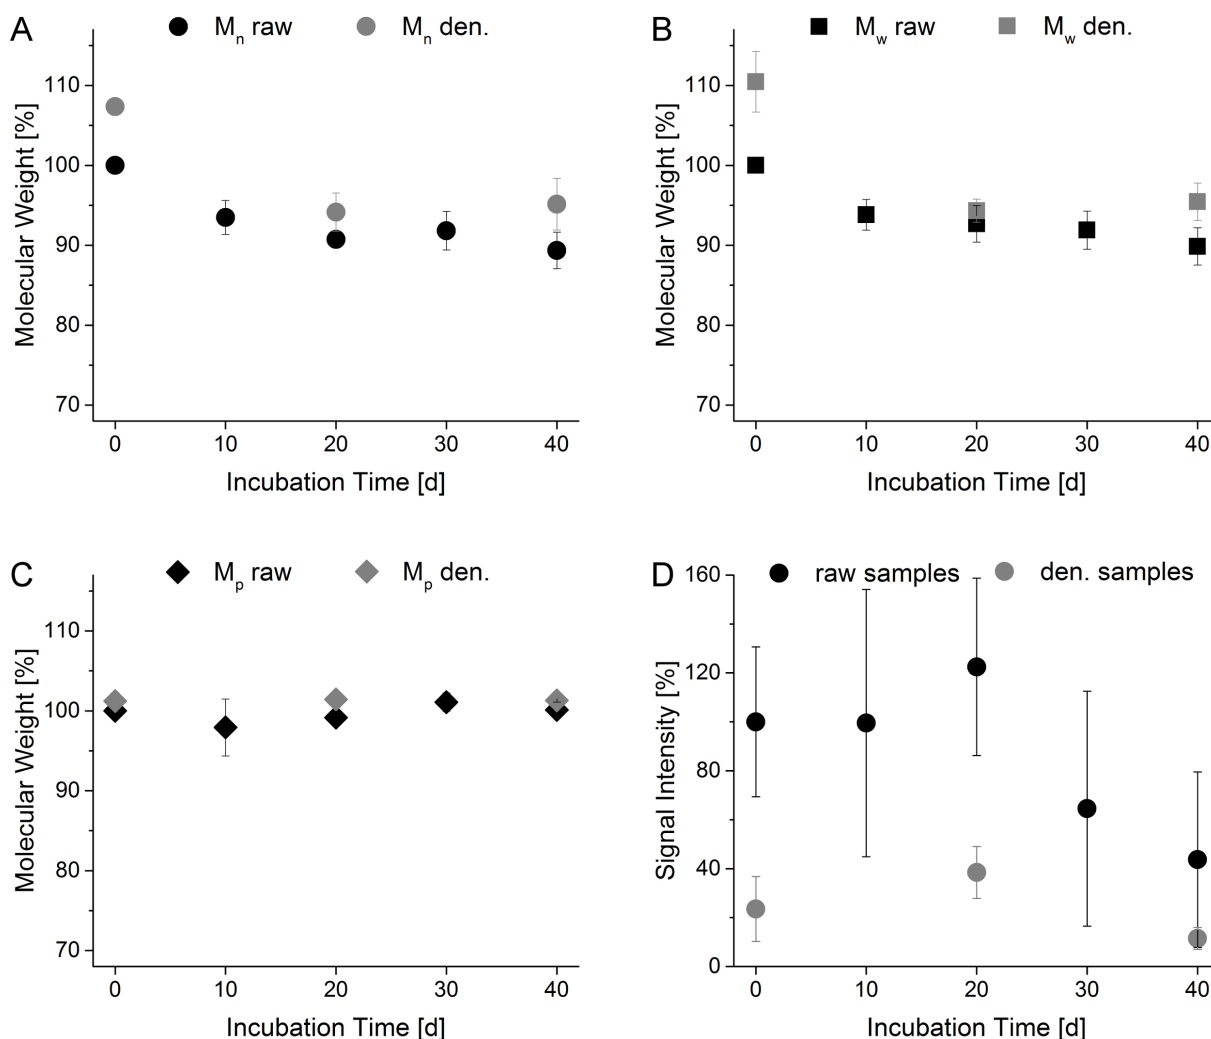 A
Mn raw
Mn den.
Molecular Weight [%]
110
100
90
80
70
0 10 20 30 40
Incubation Time [d]
B
Mw raw
Mw den.
Molecular Weight [%]
110
100
90
80
70
0 10 20 30 40
Incubation Time [d]
C
Mp raw
Mp den.
Molecular Weight [%]
110
100
90
80
70
0 10 20 30 40
Incubation Time [d]
D
raw samples
den. samples
Signal Intensity [%]
160
120
80
40
0
0 10 20 30 40
Incubation Time [d]